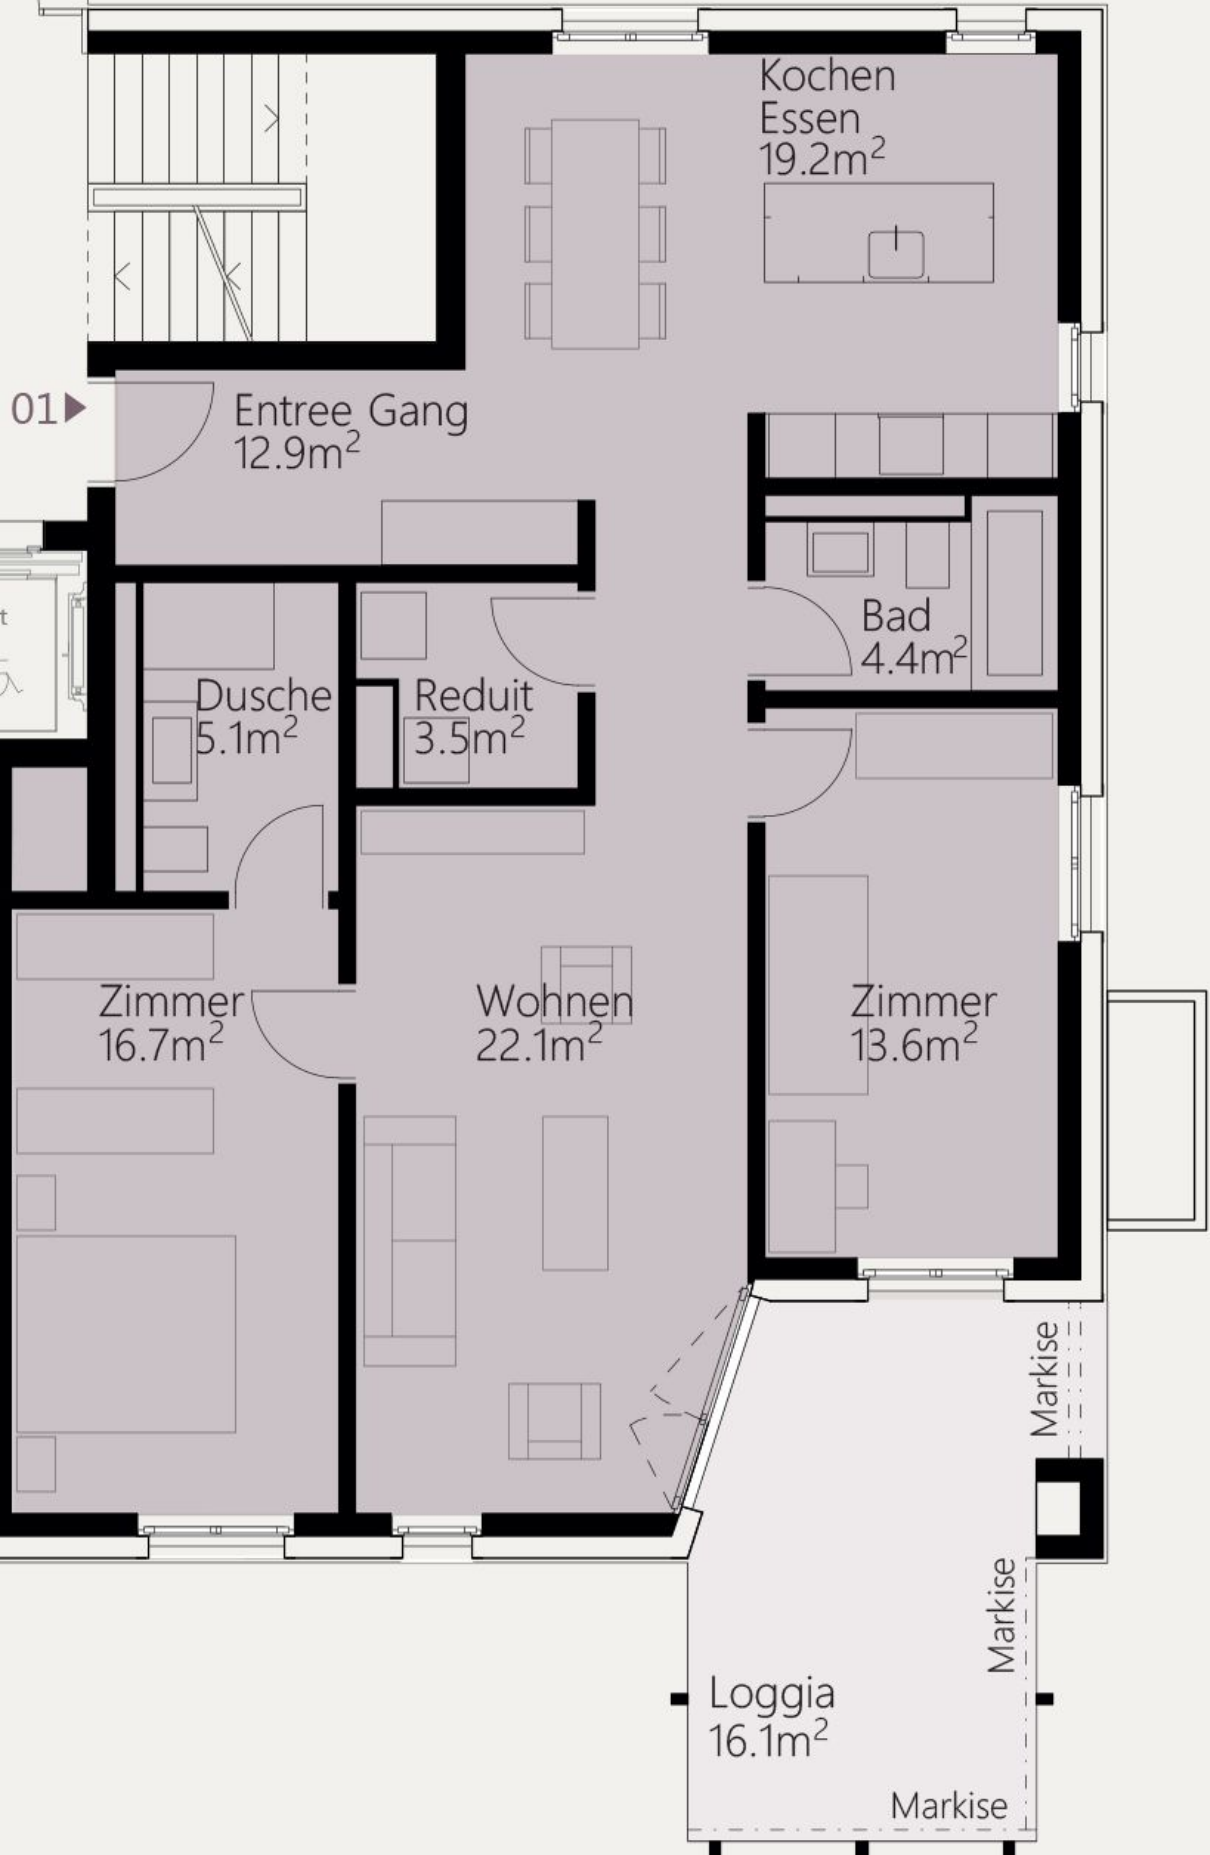 Kochen
Essen
19.2m²
01
Entree Gang
12.9m²
Bad
4.4m²
Dusche
5.1m²
Reduit
3.5m²
Zimmer
16.7m²
Wohnen
22.1m²
Zimmer
13.6m²
Markise
Markise
Loggia
16.1m²
Markise